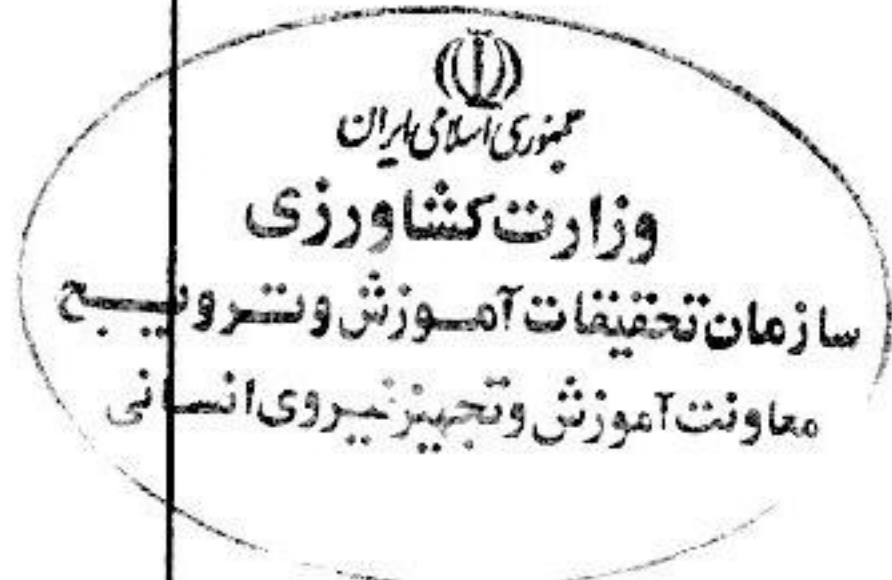 جمهوری اسلامی ایران
وزارت کشاورزی
سازمان تحقیقات آموزش و ترویج
معاونت آموزش و تجهیز نیروی انسانی